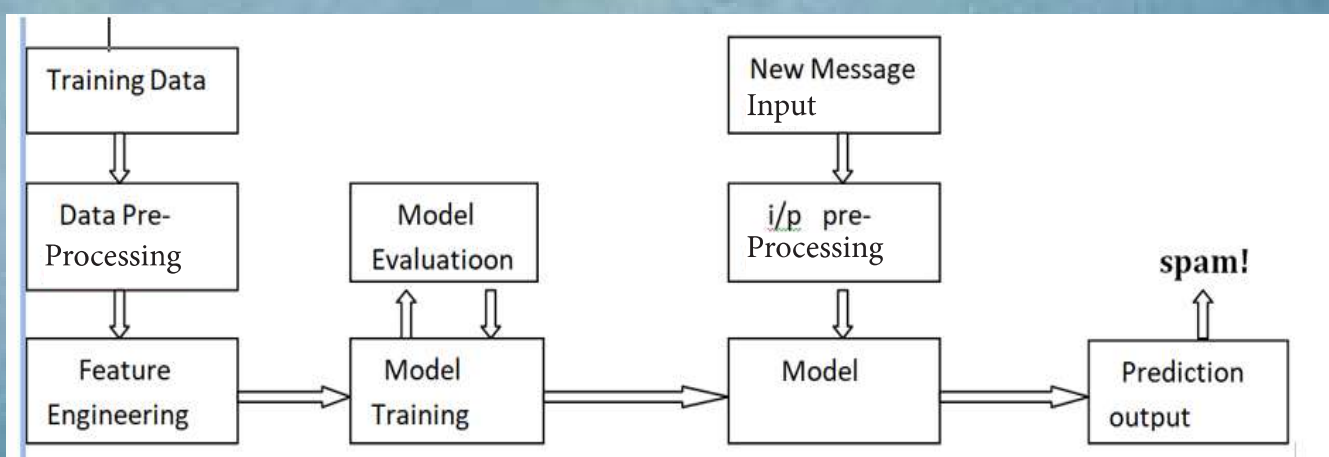 Training Data
New Message
Input
Data Pre-
Processing
Model
Evaluatioon
i/p pre-
Processing
spam!
Feature
Engineering
Model
Training
Model
Prediction
output